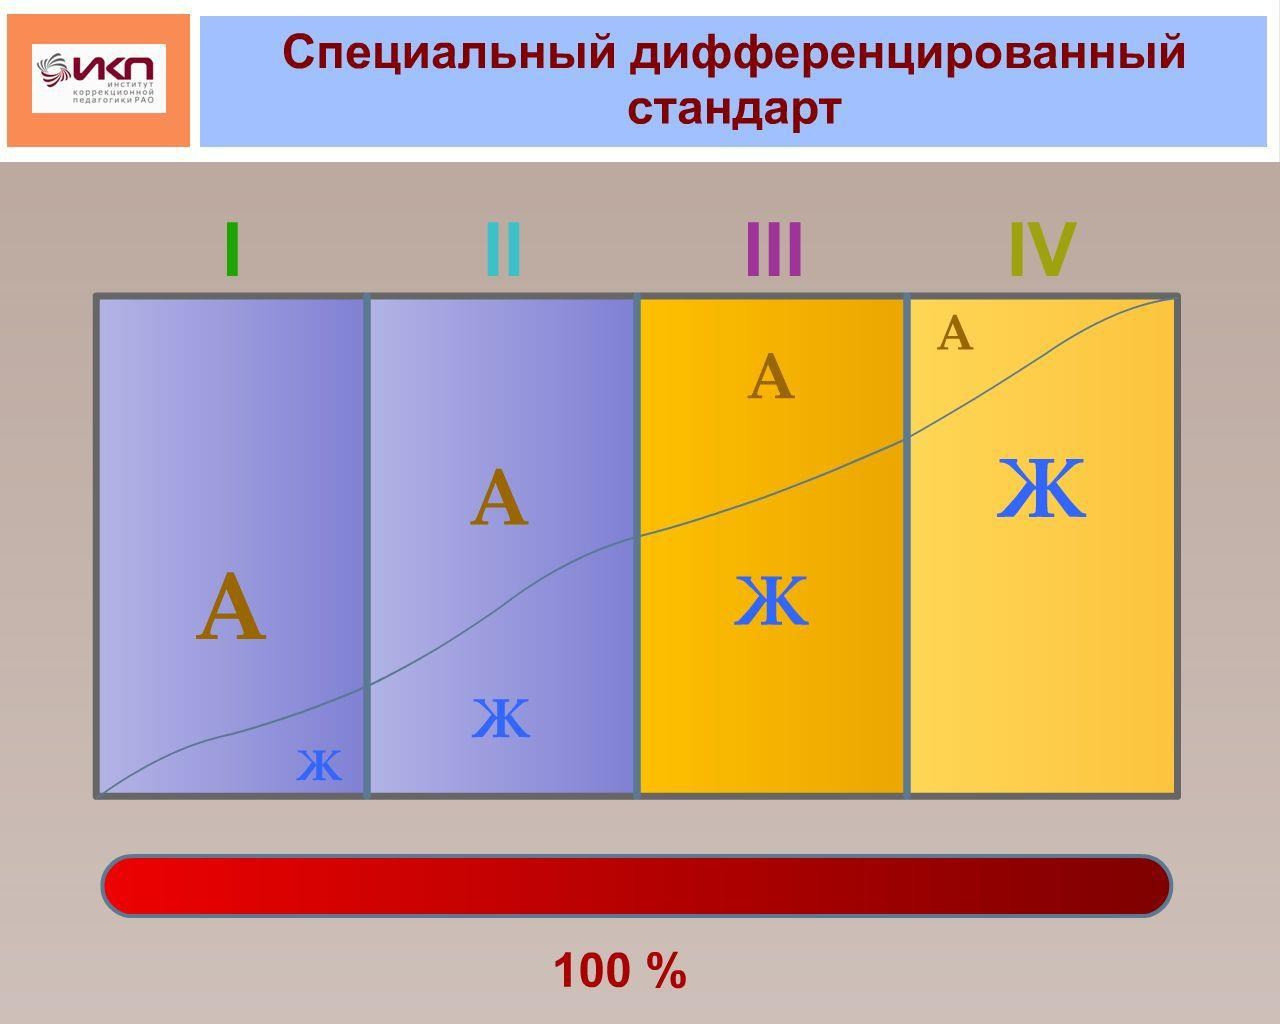 ИКП
институт
коррекционной
педагогики РАО
Специальный дифференцированный
стандарт
I II III IV
А
А
А
А
Ж
Ж
Ж
Ж
100 %